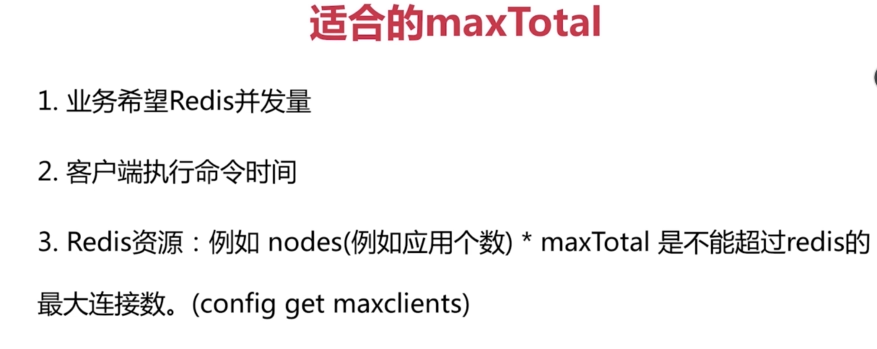 适合的maxTotal
1. 业务希望Redis并发量
2. 客户端执行命令时间
3. Redis资源：例如 nodes(例如应用个数) * maxTotal 是不能超过redis的
最大连接数。(config get maxclients)